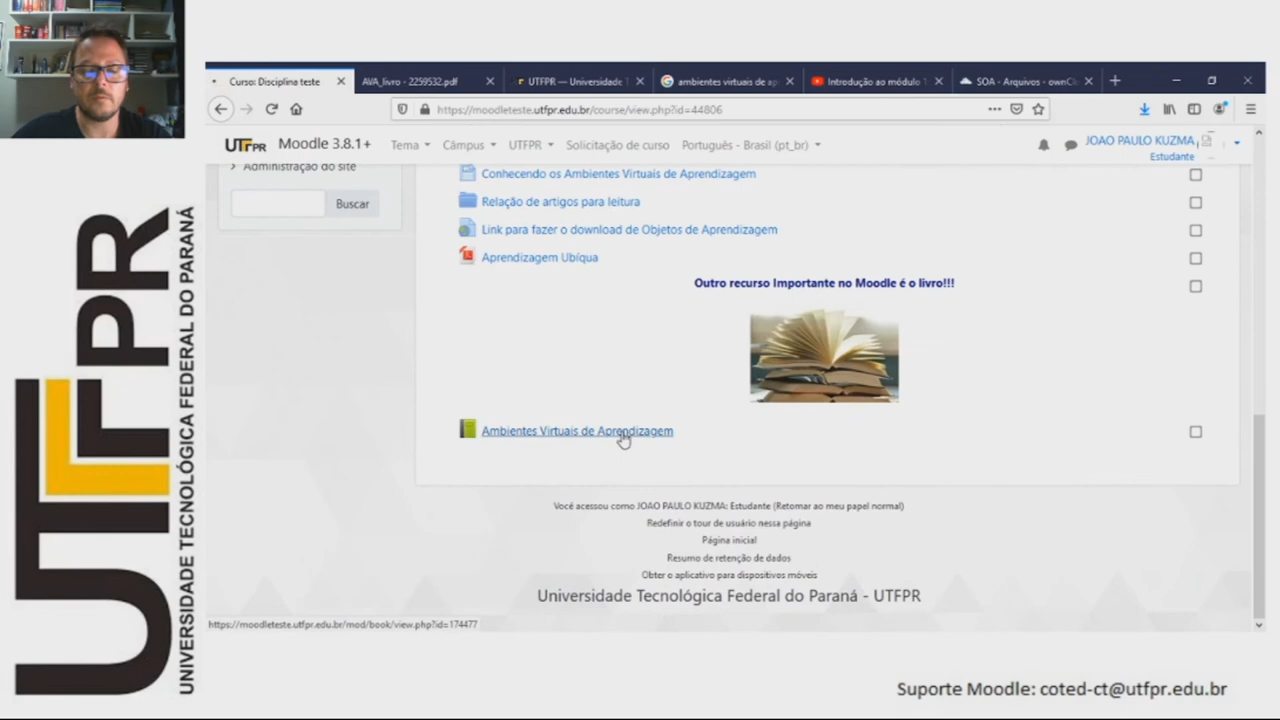 Curso: Disciplina teste
AVA_livro - 2259532.pdf
UTFPR — Universidade T
ambientes virtuais de ap
Introdução ao módulo 1
SOA - Arquivos - ownCl
https://moodleteste.utfpr.edu.br/course/view.php?id=44806
UTFPR Moodle 3.8.1+ Tema Câmpus UTFPR Solicitação de curso Português - Brasil (pt_br) JOAO PAULO KUZMA
Estudante
Administração do site
Buscar
Conhecendo os Ambientes Virtuais de Aprendizagem
Relação de artigos para leitura
Link para fazer o download de Objetos de Aprendizagem
Aprendizagem Ubíqua
Outro recurso Importante no Moodle é o livro!!!
Ambientes Virtuais de Aprendizagem
Você acessou como JOAO PAULO KUZMA: Estudante (Retornar ao meu papel normal)
Redefinir o tour de usuário nessa página
Página inicial
Resumo de retenção de dados
Obter o aplicativo para dispositivos móveis
Universidade Tecnológica Federal do Paraná - UTFPR
https://moodleteste.utfpr.edu.br/mod/book/view.php?id=174477
UTFPR
UNIVERSIDADE TECNOLÓGICA FEDERAL DO PARANÁ
Suporte Moodle: coted-ct@utfpr.edu.br